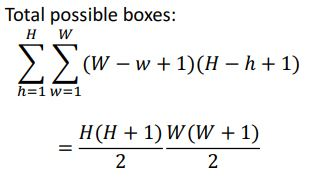 Total possible boxes:
H W
∑ ∑ (W − w + 1)(H − h + 1)
h=1 w=1
= H(H + 1) W(W + 1)
2 2